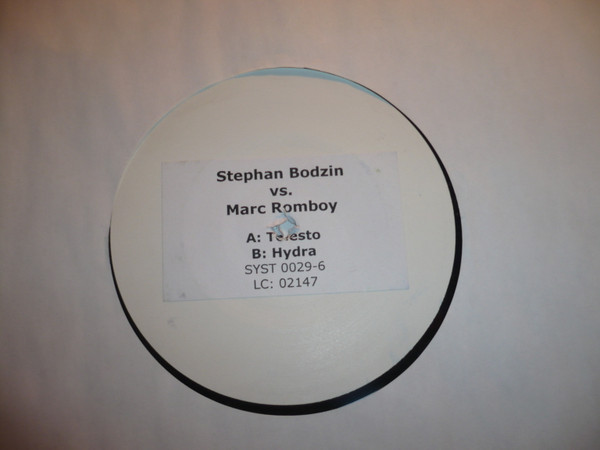 Stephan Bodzin
vs.
Marc Romboy
A: Telesto
B: Hydra
SYST 0029-6
LC: 02147